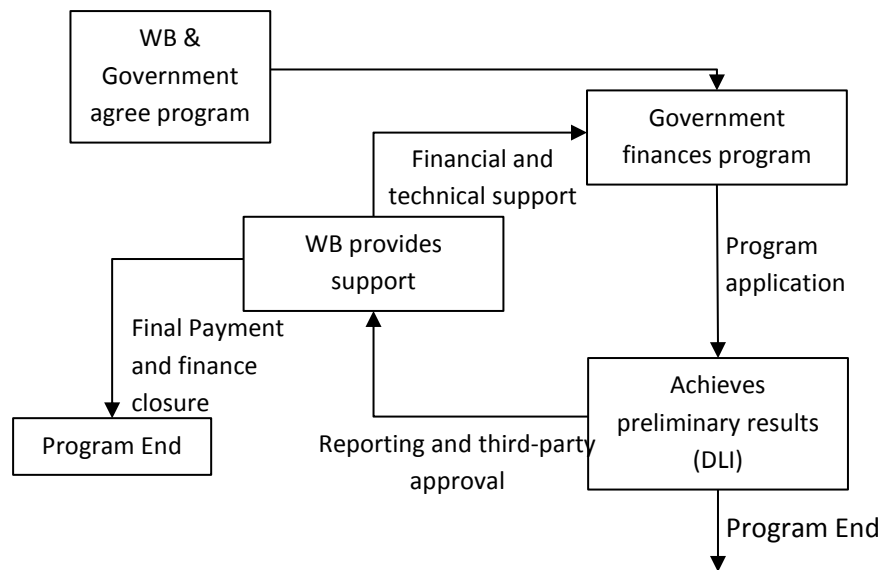 WB &
Government
agree program
Government
finances program
Financial and
technical support
WB provides
support
Program
application
Final Payment
and finance
closure
Achieves
preliminary results
(DLI)
Program End
Reporting and third-party
approval
Program End